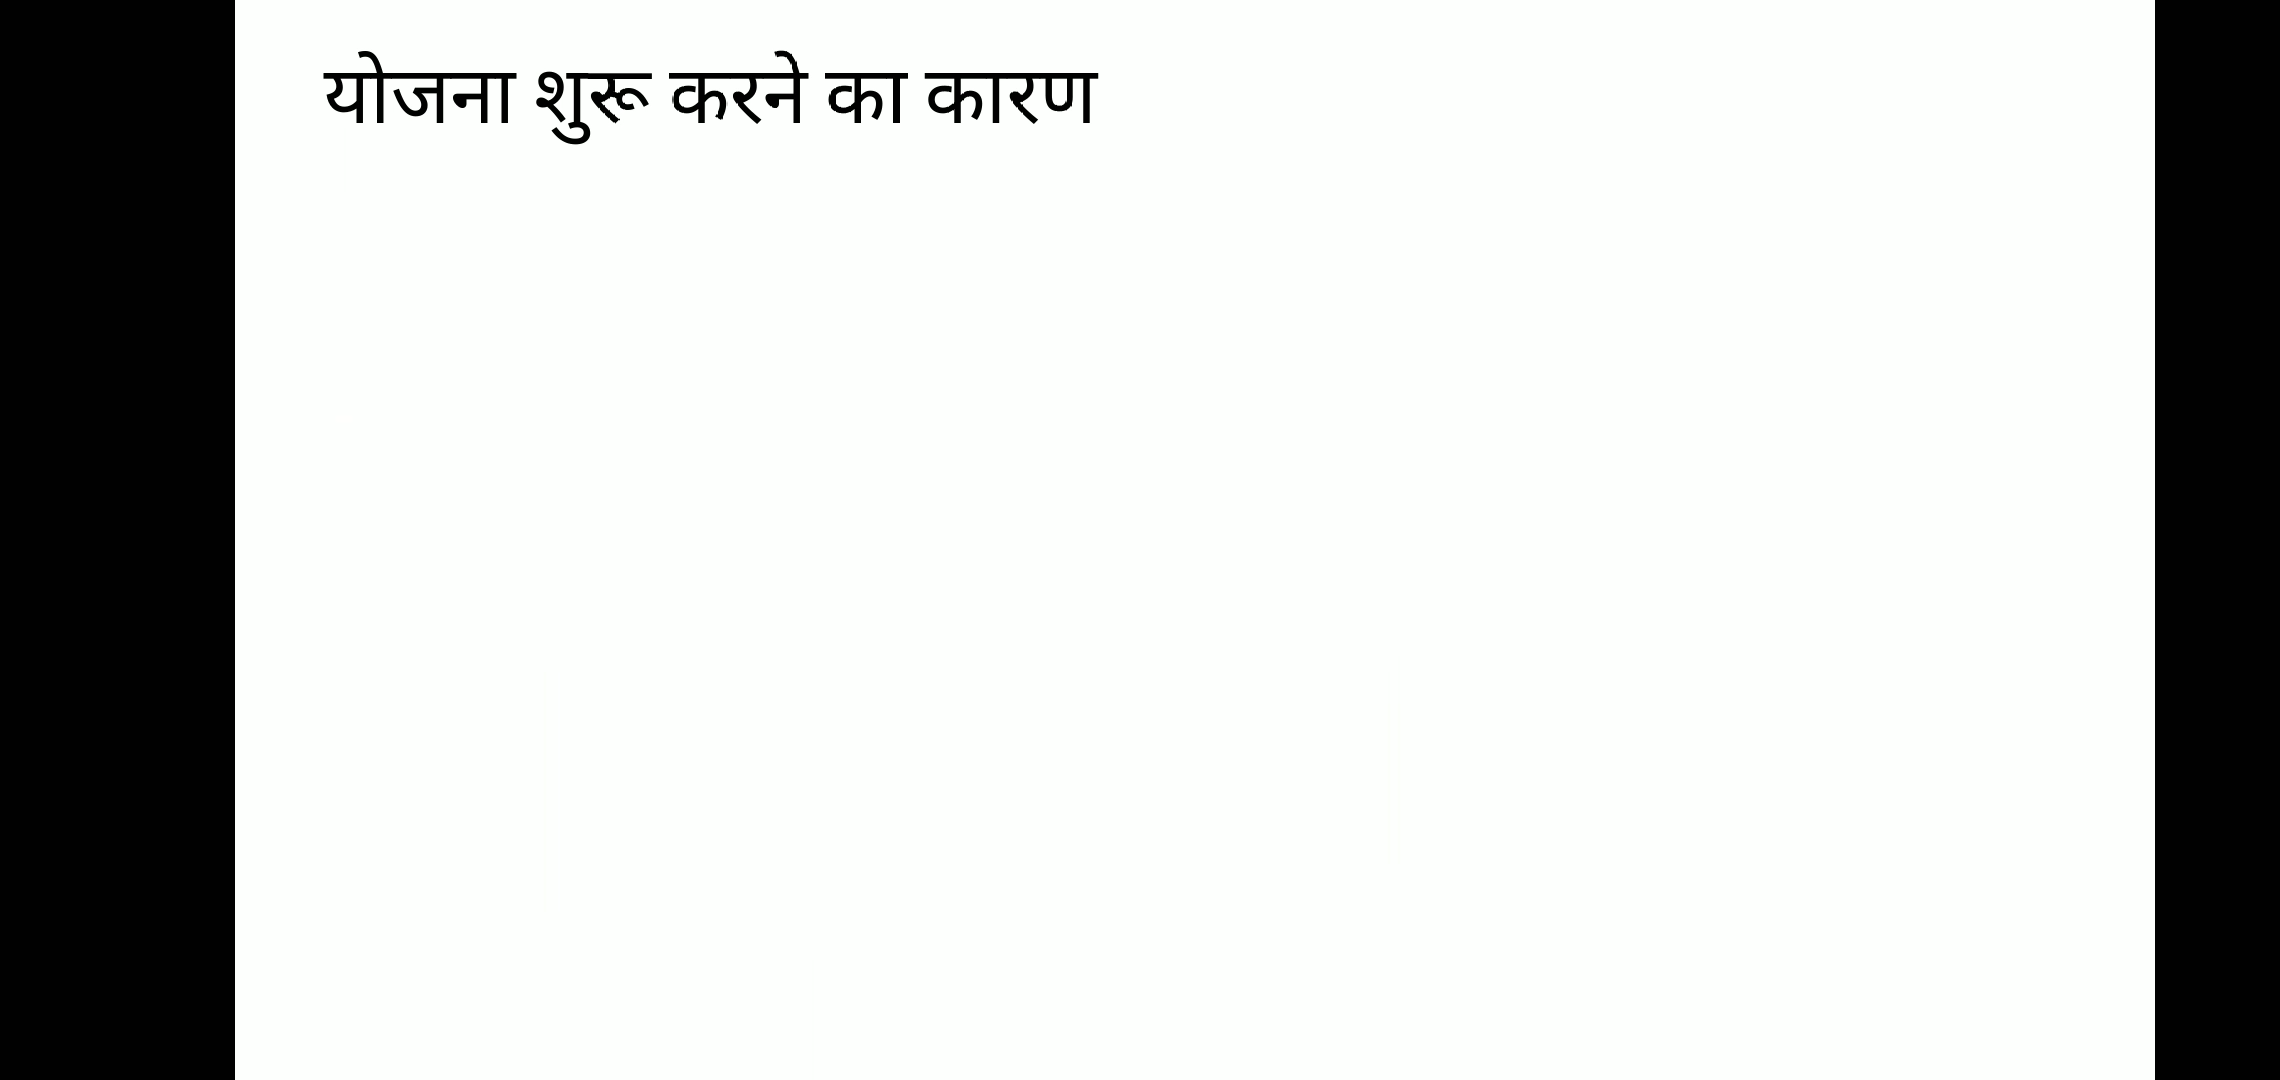 योजना शुरू करने का कारण